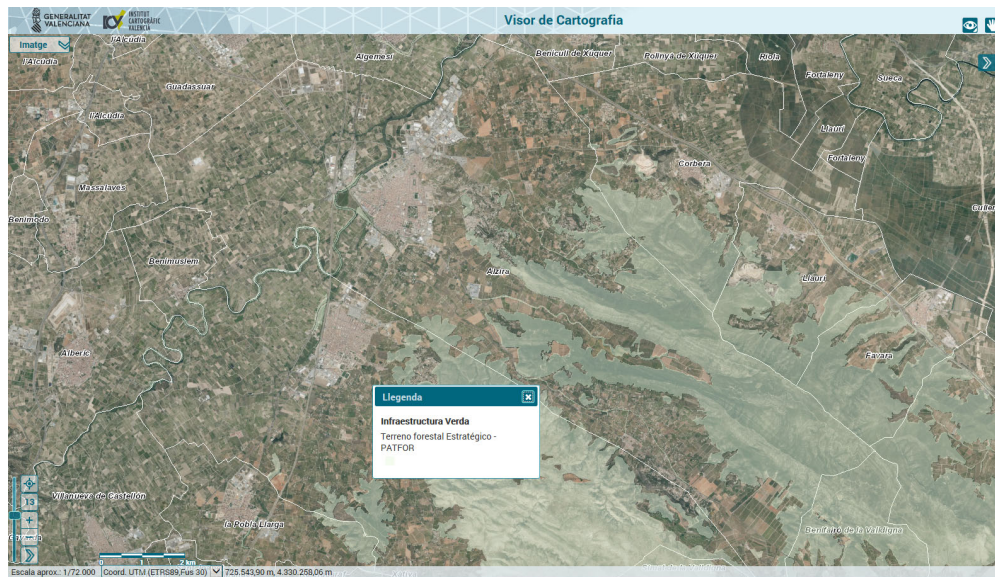 GENERALITAT
VALENCIANA
INSTITUT
CARTOGRÀFIC
VALENCIÀ
Visor de Cartografia
Imatge
l'Alcúdia
l'Alcúdia
Algemesí
Benicull de Xúquer
Polinyà de Xúquer
Riola
Fortaleny
Sueca
Guadassuar
l'Alcúdia
Llaurí
Fortaleny
Corbera
Massalavés
Benimodo
Benimuslem
Alzira
Llaurí
Alberic
Favara
Llegenda
Infraestructura Verda
Terreno forestal Estratégico -
PATFOR
Villanueva de Castellón
la Pobla Llarga
Benifairó de la Valldigna
13
0 1 2 km
Escala aprox.: 1/72.000 Coord. UTM (ETRS89,Fus 30) 725.543,90 m, 4.330.258,06 m